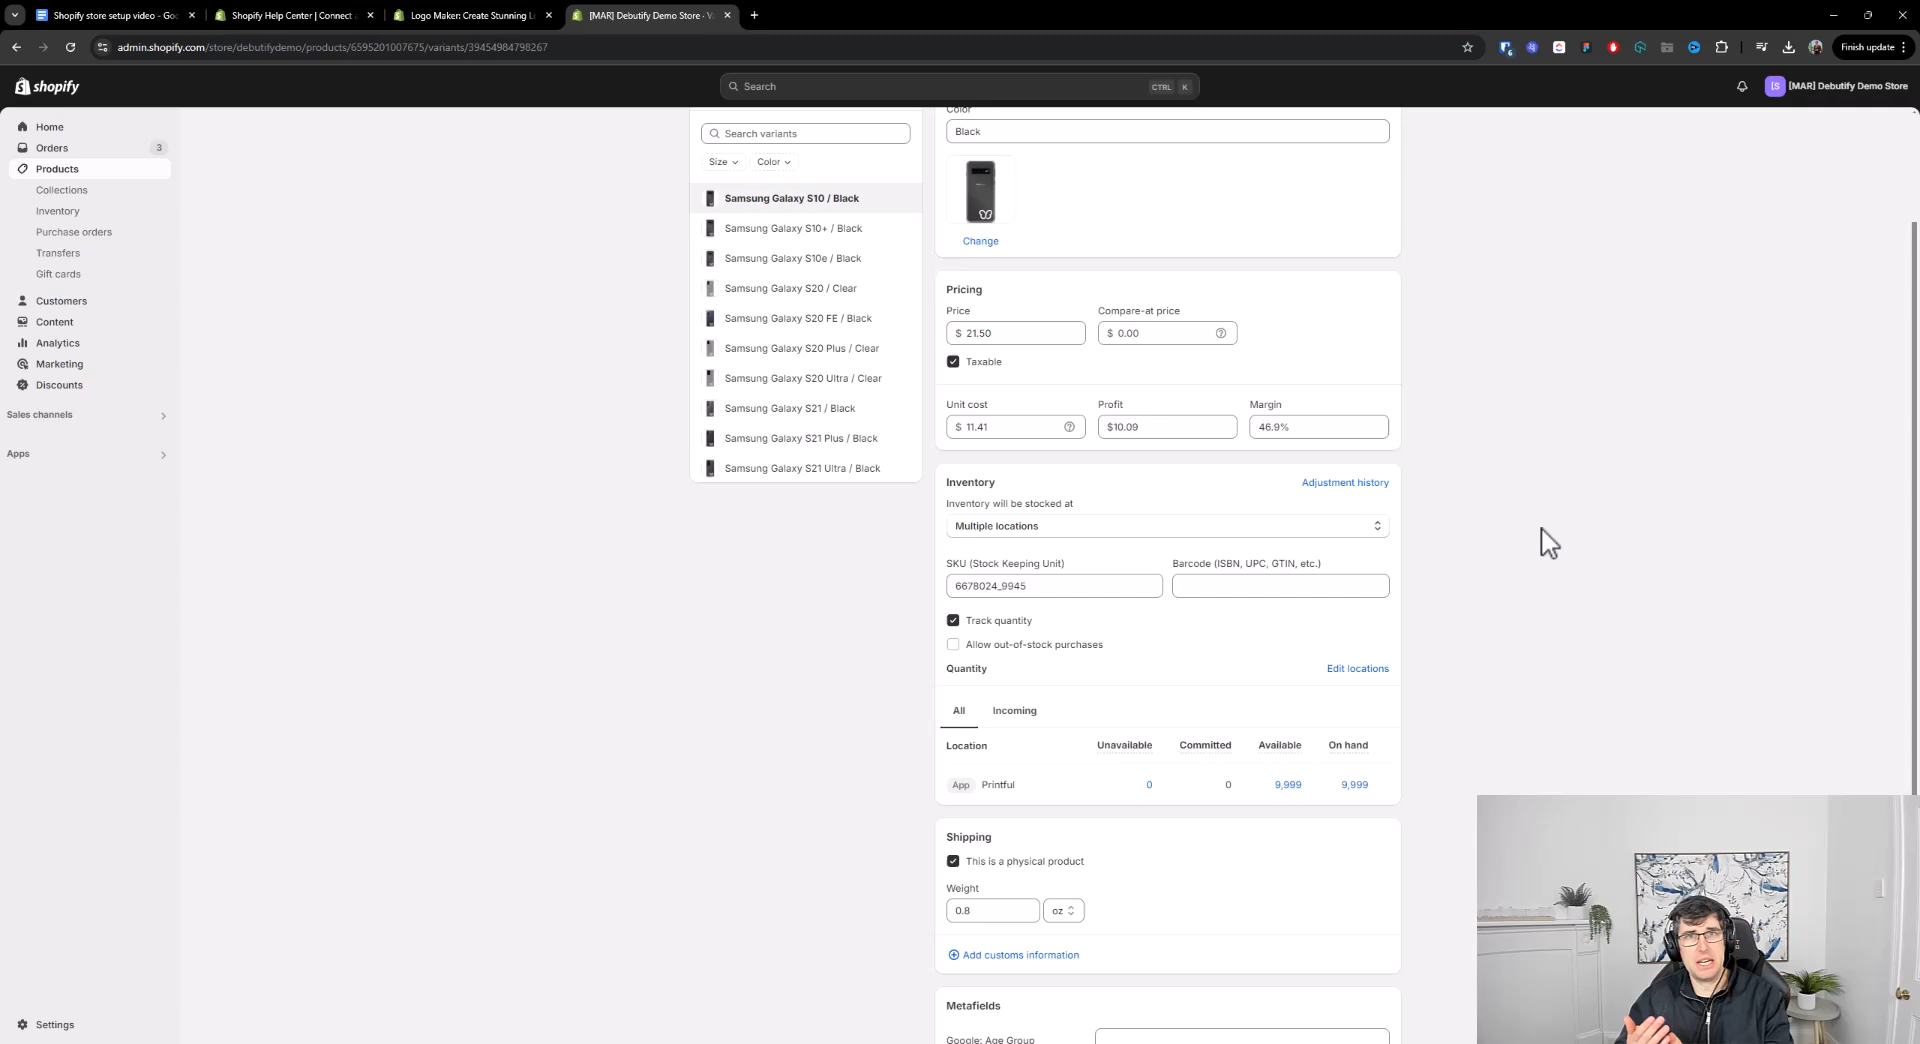 Shopify store setup video - Goo
Shopify Help Center | Connect a
Logo Maker: Create Stunning L
[MAR] Debutify Demo Store · V
admin.shopify.com/store/debutifydemo/products/6595201007675/variants/39454984798267
6
Finish update
shopify
Search
CTRL K
[S
[MAR] Debutify Demo Store
Home
Orders 3
Products
Collections
Inventory
Purchase orders
Transfers
Gift cards
Customers
Content
Analytics
Marketing
Discounts
Sales channels
Apps
Settings
Search variants
Size
Color
Samsung Galaxy S10 / Black
Samsung Galaxy S10+ / Black
Samsung Galaxy S10e / Black
Samsung Galaxy S20 / Clear
Samsung Galaxy S20 FE / Black
Samsung Galaxy S20 Plus / Clear
Samsung Galaxy S20 Ultra / Clear
Samsung Galaxy S21 / Black
Samsung Galaxy S21 Plus / Black
Samsung Galaxy S21 Ultra / Black
Color
Black
Change
Pricing
Price Compare-at price
$ 21.50 $ 0.00
Taxable
Unit cost Profit Margin
$ 11.41 $10.09 46.9%
Inventory Adjustment history
Inventory will be stocked at
Multiple locations
SKU (Stock Keeping Unit) Barcode (ISBN, UPC, GTIN, etc.)
6678024_9945
Track quantity
Allow out-of-stock purchases
Quantity Edit locations
All Incoming
Location Unavailable Committed Available On hand
App Printful 0 0 9,999 9,999
Shipping
This is a physical product
Weight
0.8 oz
Add customs information
Metafields
Google: Age Group